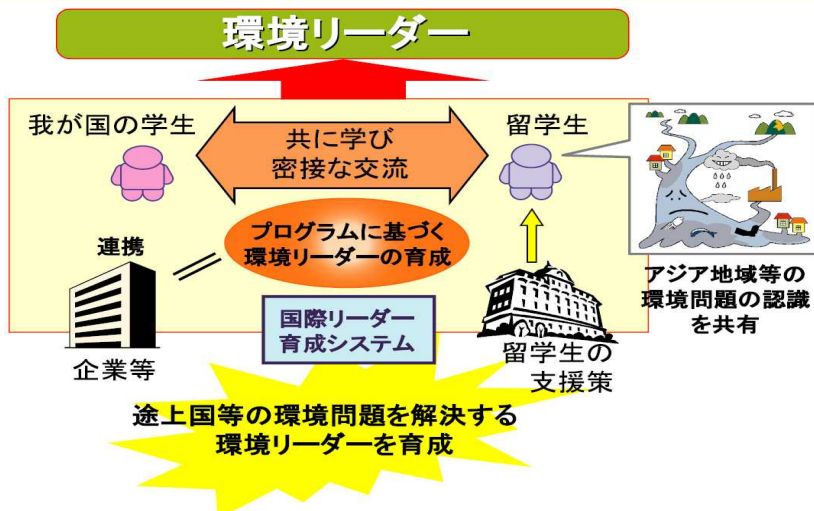 環境リーダー
我が国の学生
共に学び
密接な交流
留学生
連携
プログラムに基づく
環境リーダーの育成
アジア地域等の
環境問題の認識
を共有
国際リーダー
育成システム
企業等
留学生の
支援策
途上国等の環境問題を解決する
環境リーダーを育成